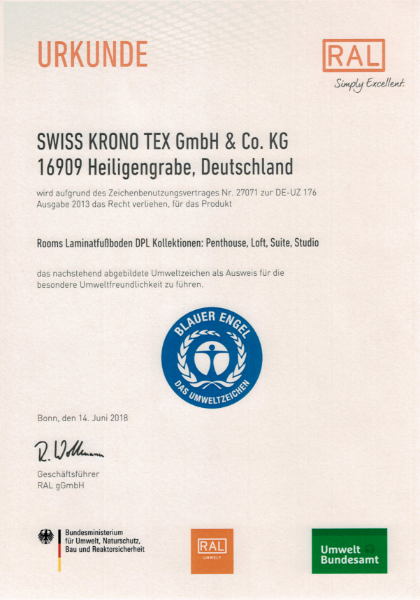 URKUNDE
RAL
Simply Excellent.
SWISS KRONO TEX GmbH & Co. KG
16909 Heiligengrabe, Deutschland
wird aufgrund des Zeichenbenutzungsvertrages Nr. 27071 zur DE-UZ 176
Ausgabe 2013 das Recht verliehen, für das Produkt
Rooms Laminatfußboden DPL Kollektionen: Penthouse, Loft, Suite, Studio
das nachstehend abgebildete Umweltzeichen als Ausweis für die
besondere Umweltfreundlichkeit zu führen.
BLAUER ENGEL
DAS UMWELTZEICHEN
Bonn, den 14. Juni 2018
Geschäftsführer
RAL gGmbH
Bundesministerium
für Umwelt, Naturschutz,
Bau und Reaktorsicherheit
RAL
UMWELT
Umwelt
Bundesamt